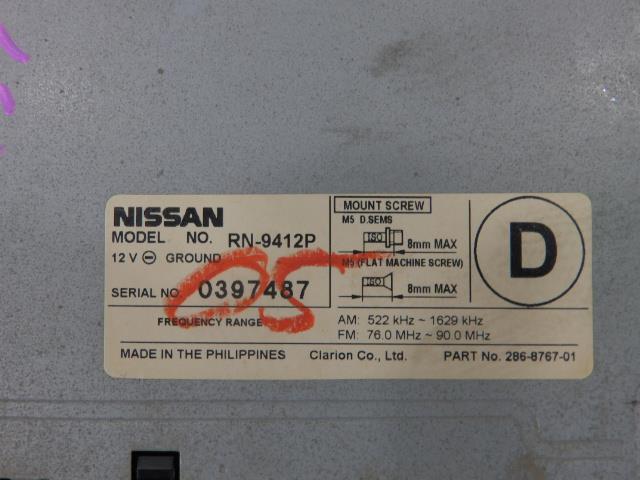 NISSAN
MODEL NO. RN-9412P
12 V ⊖ GROUND
SERIAL NO. 0397487
MOUNT SCREW
M5 D.SEMS
ISO 8mm MAX
M5 (FLAT MACHINE SCREW)
ISO 8mm MAX
D
05
FREQUENCY RANGE
AM: 522 kHz ~ 1629 kHz
FM: 76.0 MHz ~ 90.0 MHz
MADE IN THE PHILIPPINES Clarion Co., Ltd. PART No. 286-8767-01